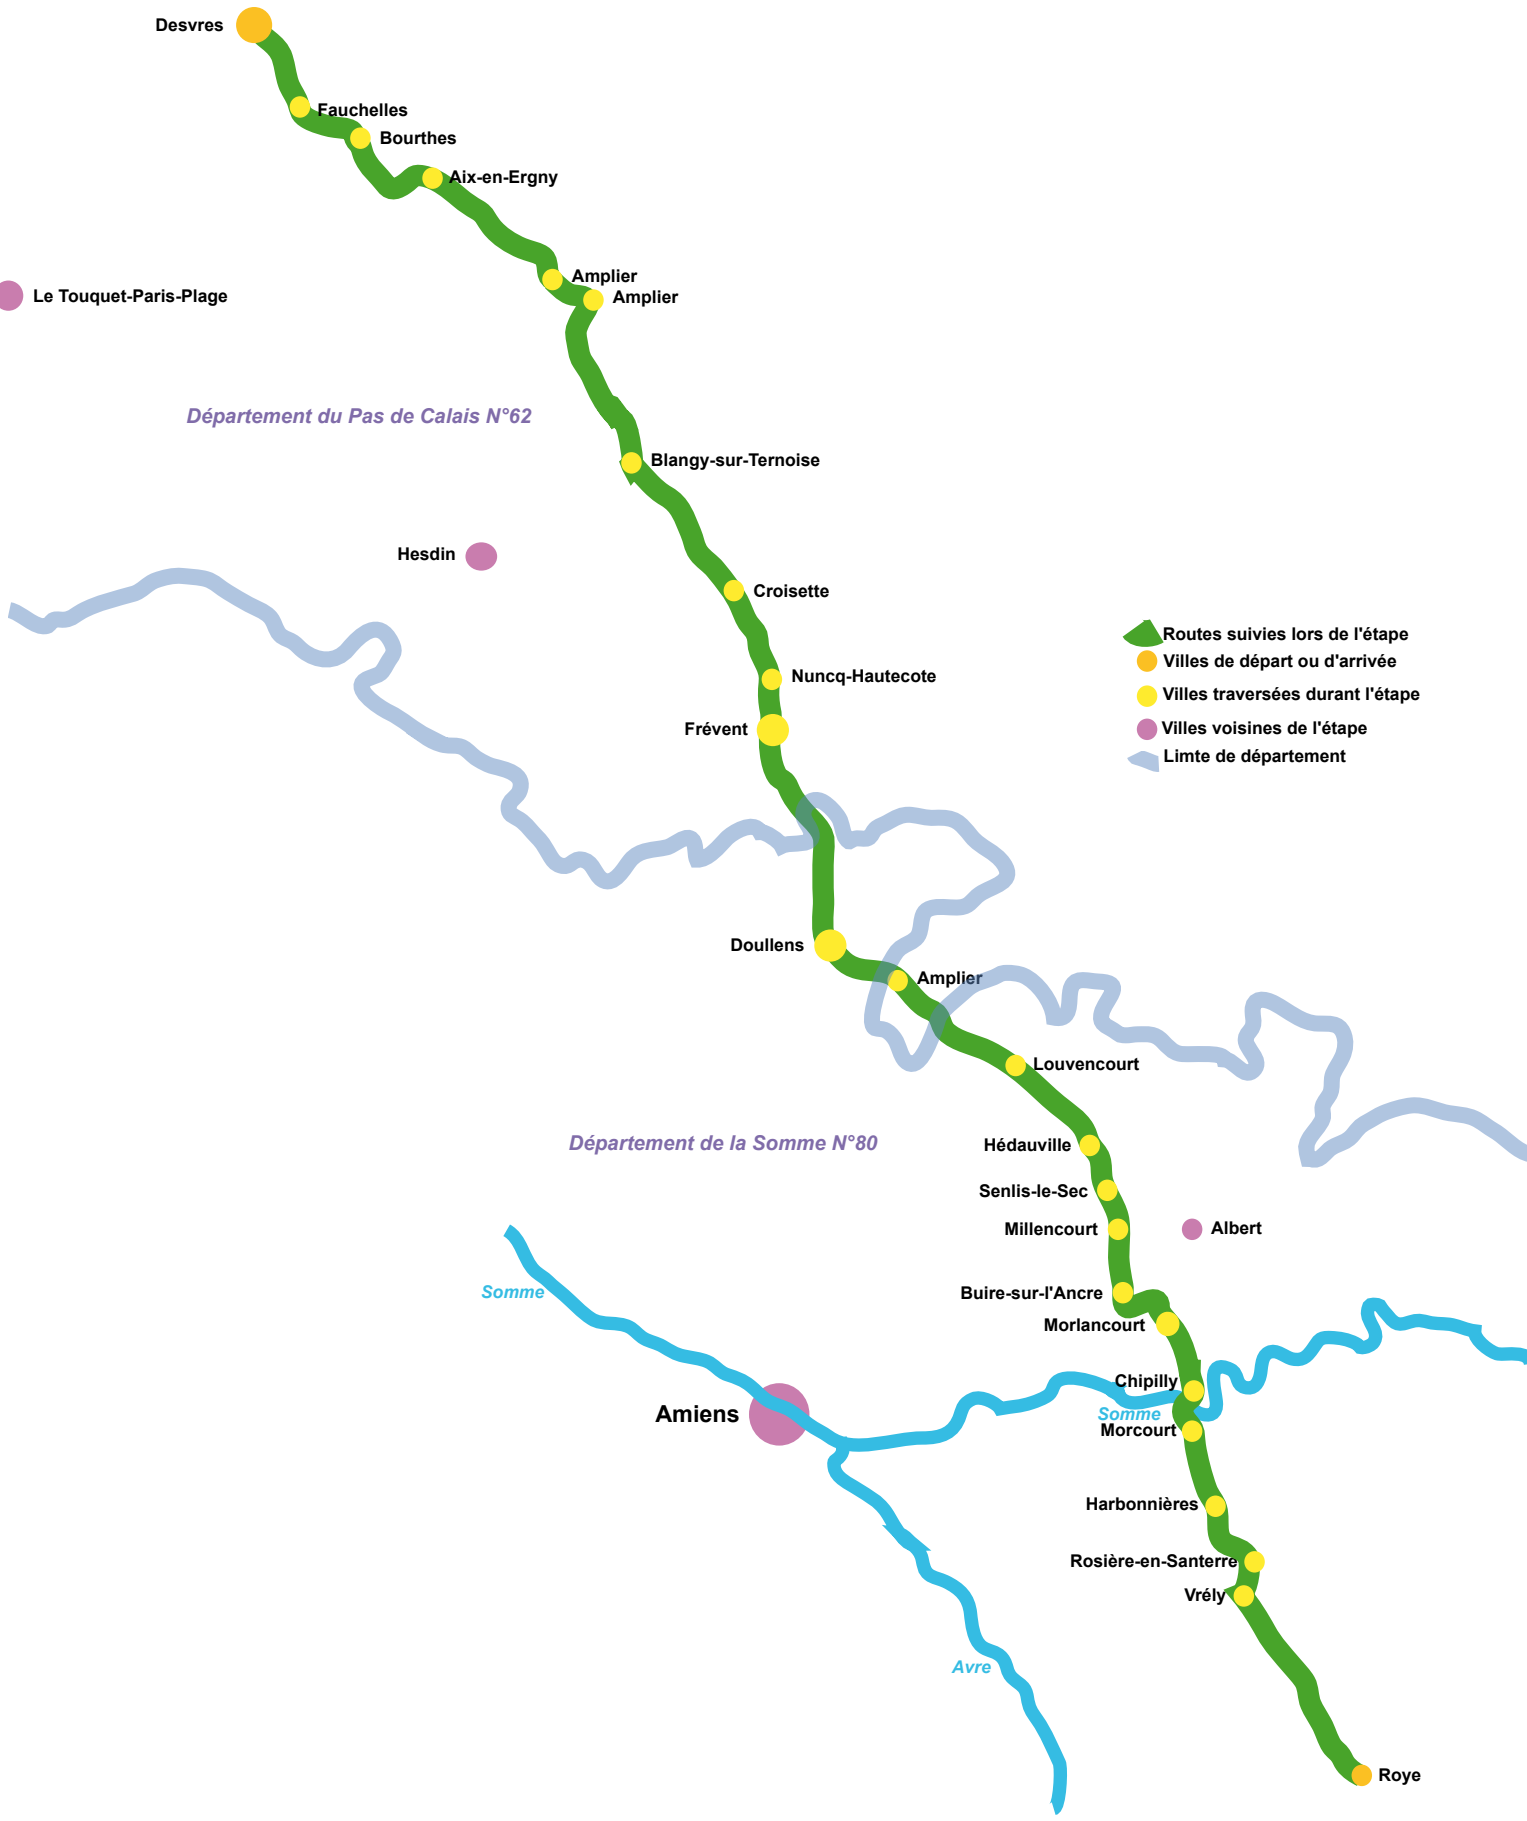 Desvres
Fauchelles
Bourthes
Aix-en-Ergny
Amplier
Le Touquet-Paris-Plage
Amplier
Département du Pas de Calais N°62
Blangy-sur-Ternoise
Hesdin
Croisette
Routes suivies lors de l'étape
Villes de départ ou d'arrivée
Nuncq-Hautecote
Villes traversées durant l'étape
Frévent
Villes voisines de l'étape
Limte de département
Doullens
Amplier
Louvencourt
Département de la Somme N°80
Hédauville
Senlis-le-Sec
Millencourt
Albert
Somme
Buire-sur-l'Ancre
Morlancourt
Chipilly
Amiens
Somme
Morcourt
Harbonnières
Rosière-en-Santerre
Vrély
Avre
Roye